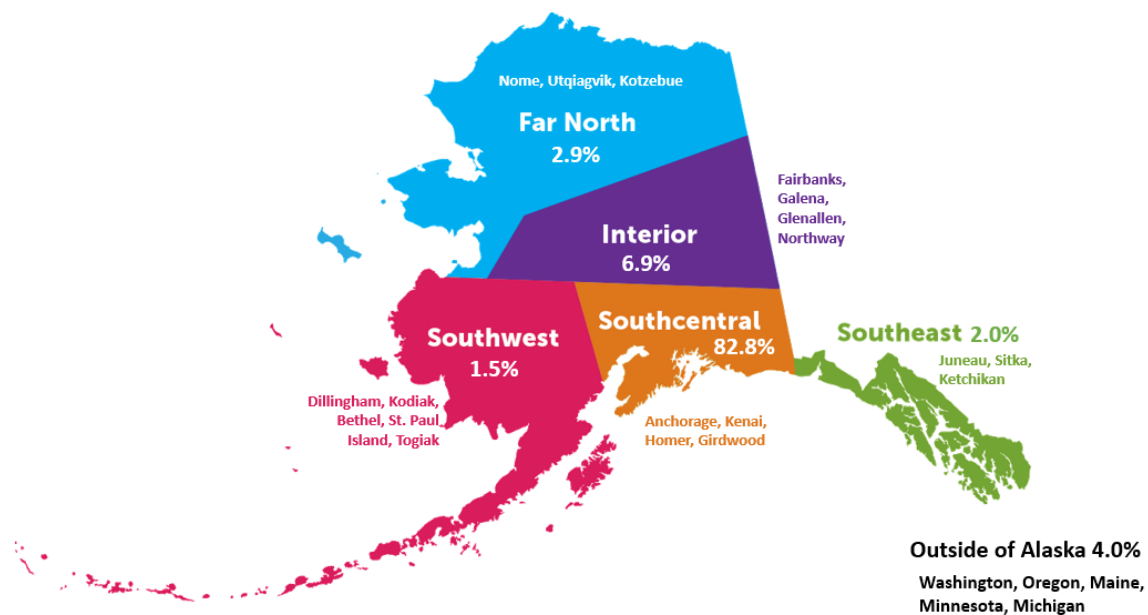 Nome, Utqiagvik, Kotzebue
Far North
2.9%
Fairbanks,
Galena,
Glenallen,
Northway
Interior
6.9%
Southwest
1.5%
Dillingham, Kodiak,
Bethel, St. Paul
Island, Togiak
Southcentral
82.8%
Anchorage, Kenai,
Homer, Girdwood
Southeast 2.0%
Juneau, Sitka,
Ketchikan
Outside of Alaska 4.0%
Washington, Oregon, Maine,
Minnesota, Michigan